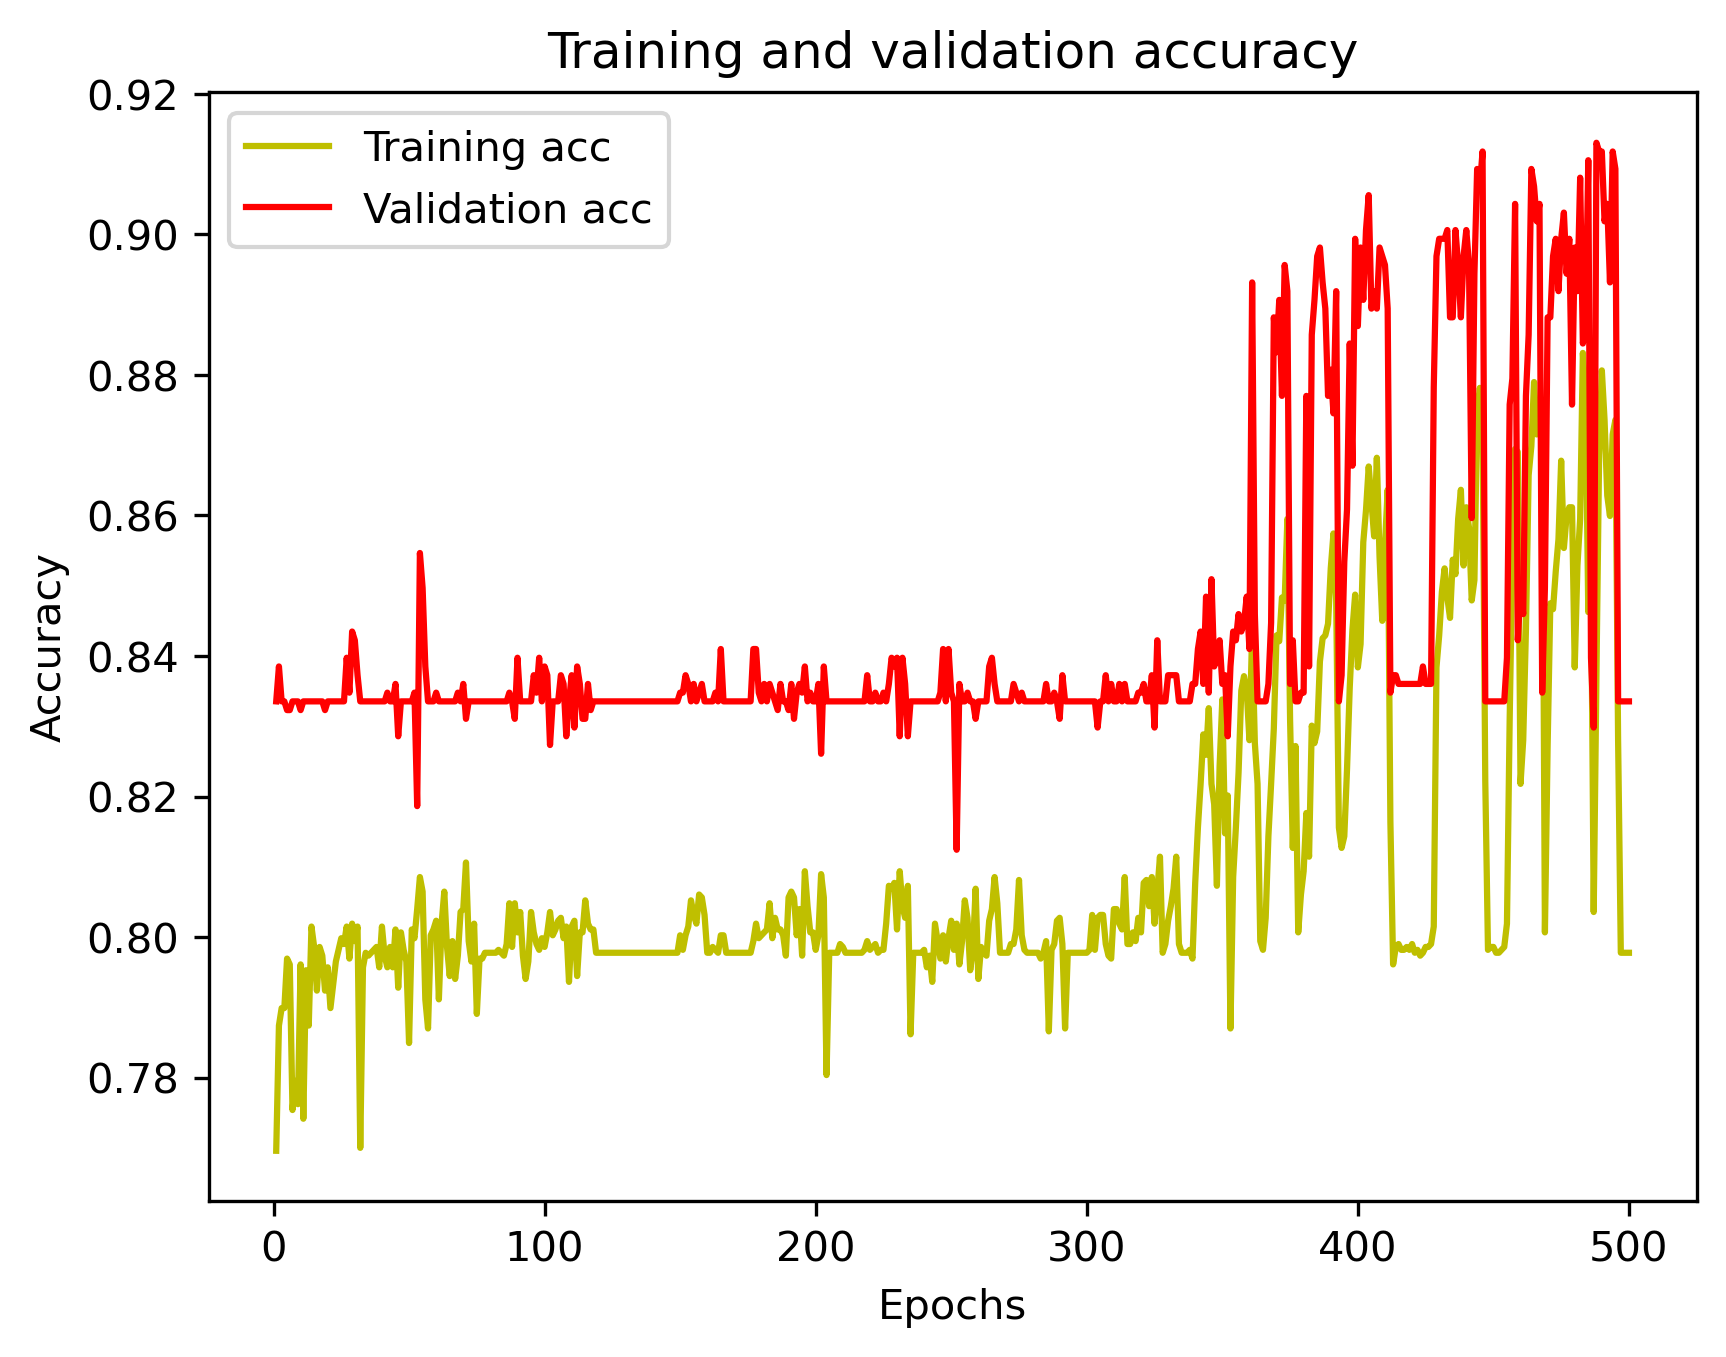 Training and validation accuracy
Training acc
Validation acc
Accuracy
0.92
0.90
0.88
0.86
0.84
0.82
0.80
0.78
0 100 200 300 400 500
Epochs